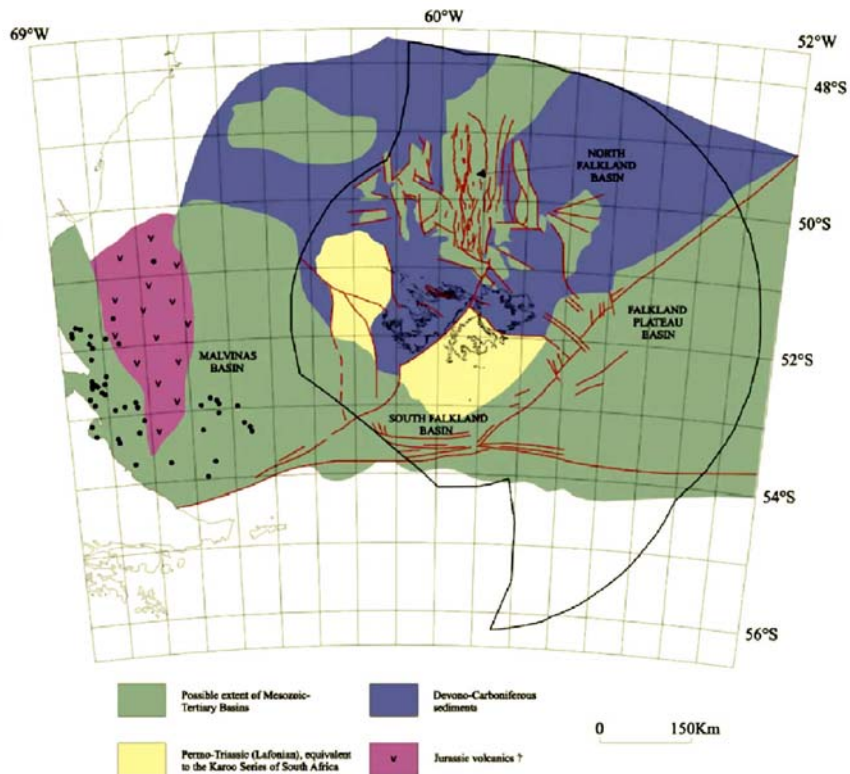 69°W
60°W
52°W
48°S
NORTH
FALKLAND
BASIN
50°S
FALKLAND
PLATEAU
BASIN
MALVINAS
BASIN
52°S
SOUTH FALKLAND
BASIN
54°S
56°S
Possible extent of Mesozoic-
Tertiary Basins
Devono-Carboniferous
sediments
0 150Km
Permo-Triassic (Lafonian), equivalent
to the Karoo Series of South Africa
v Jurassic volcanics ?